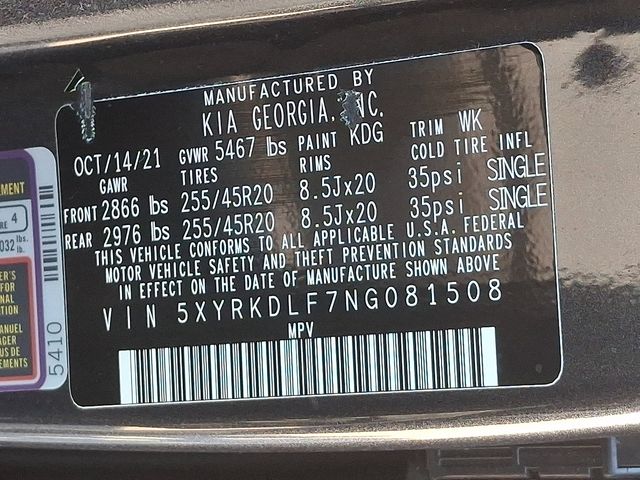 MANUFACTURED BY
KIA GEORGIA, INC.
OCT/14/21 GVWR 5467 lbs PAINT KDG TRIM WK
GAWR TIRES RIMS COLD TIRE INFL
FRONT 2866 lbs 255/45R20 8.5Jx20 35psi SINGLE
REAR 2976 lbs 255/45R20 8.5Jx20 35psi SINGLE
THIS VEHICLE CONFORMS TO ALL APPLICABLE U.S.A. FEDERAL
MOTOR VEHICLE SAFETY AND THEFT PREVENTION STANDARDS
IN EFFECT ON THE DATE OF MANUFACTURE SHOWN ABOVE
VIN 5XYRKDLF7NG081508
MPV
5410
4
lbs.
FOR